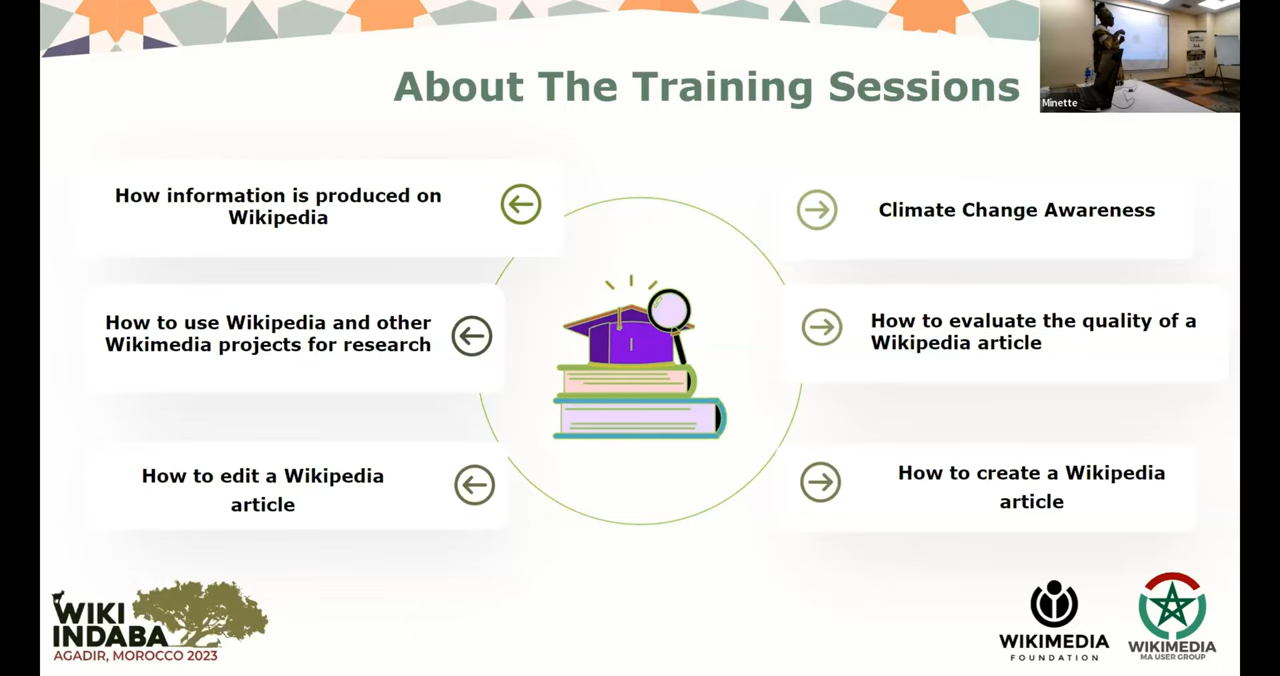 About The Training Sessions
Minette
How information is produced on
Wikipedia
How to use Wikipedia and other
Wikimedia projects for research
How to edit a Wikipedia
article
Climate Change Awareness
How to evaluate the quality of a
Wikipedia article
How to create a Wikipedia
article
WIKI
INDABA
AGADIR, MOROCCO 2023
WIKIMEDIA
FOUNDATION
WIKIMEDIA
MA USER GROUP